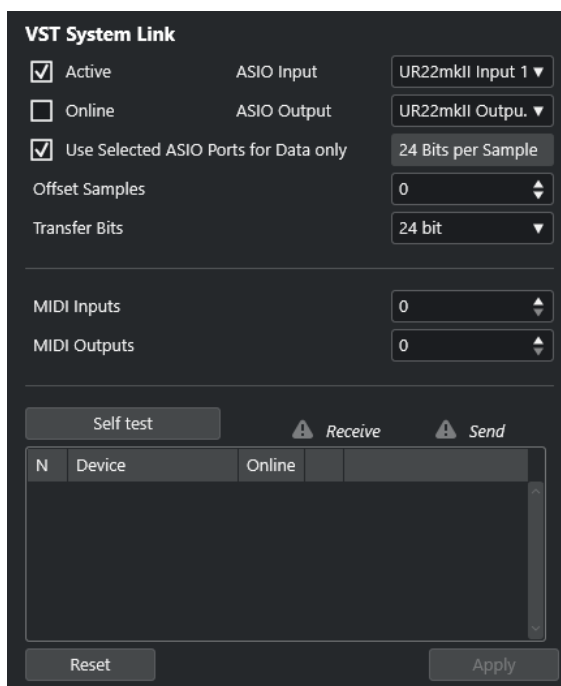 VST System Link
Active ASIO Input UR22mkII Input 1
Online ASIO Output UR22mkII Outpu.
Use Selected ASIO Ports for Data only 24 Bits per Sample
Offset Samples 0
Transfer Bits 24 bit
MIDI Inputs 0
MIDI Outputs 0
Self test Receive Send
N Device Online
Reset Apply